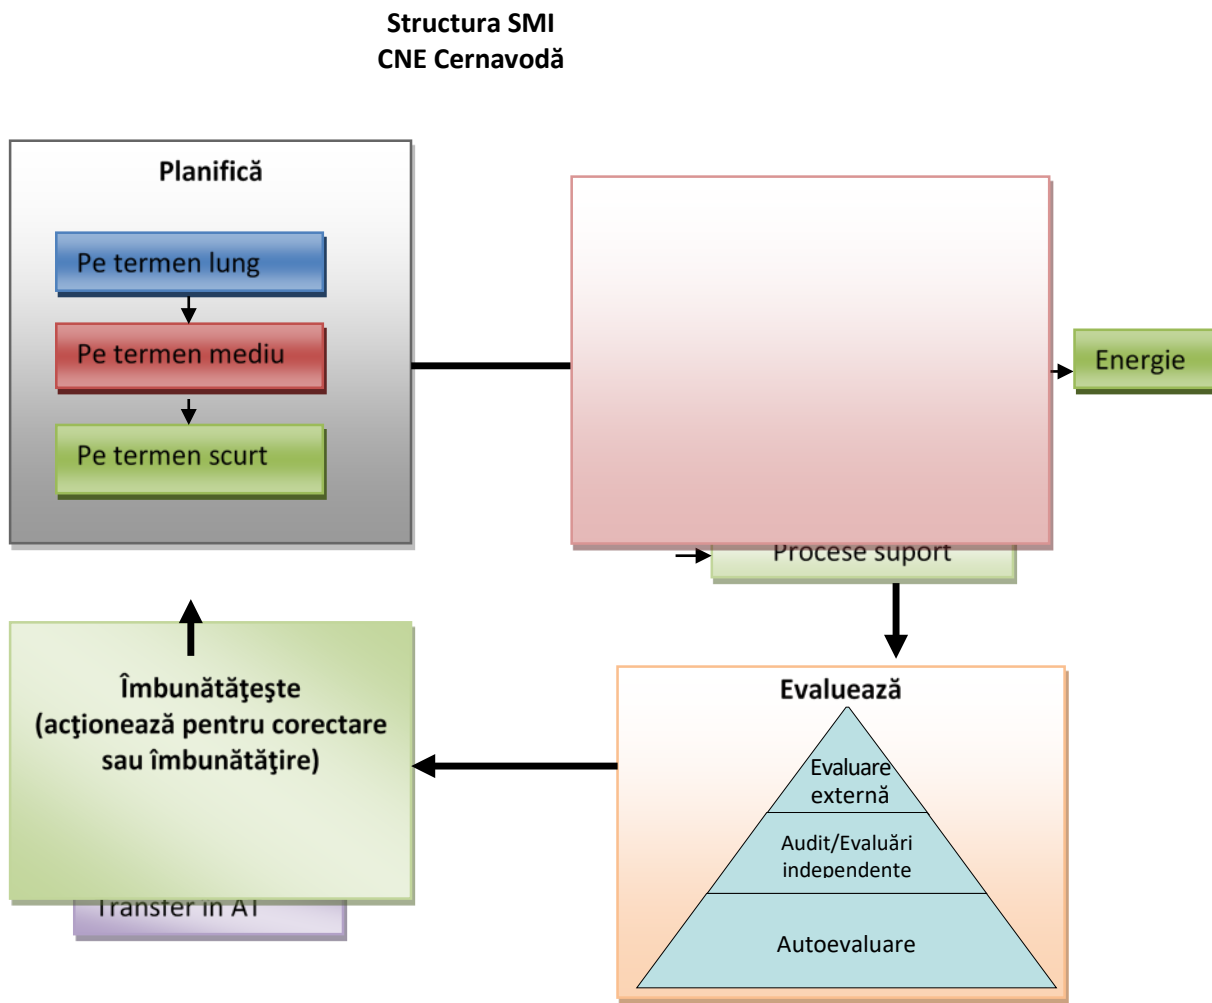 Structura SMI
CNE Cernavodă
Planifică
Pe termen lung
Pe termen mediu
Pe termen scurt
Energie
Procese suport
Îmbunătăţeşte
(acţionează pentru corectare
sau îmbunătăţire)
Transfer in AT
Evaluează
Evaluare
externă
Audit/Evaluări
independente
Autoevaluare